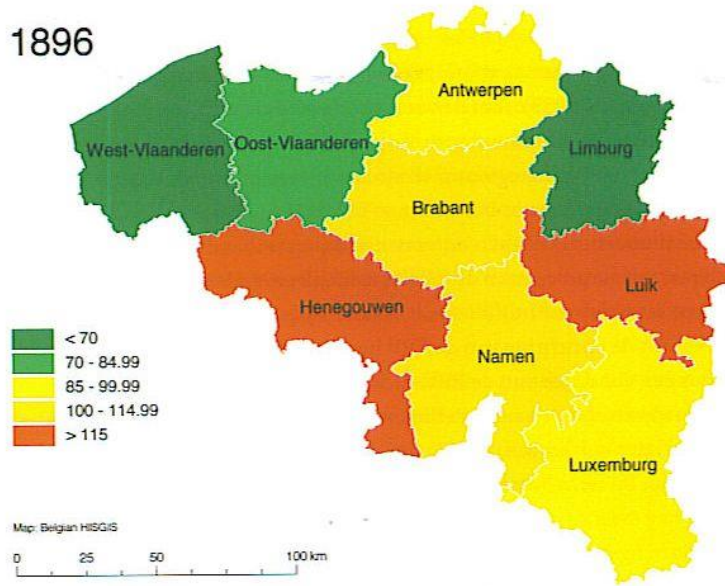 1896
Antwerpen
West-Vlaanderen
Oost-Vlaanderen
Limburg
Brabant
Henegouwen
Luik
Namen
Luxemburg
< 70
70 - 84.99
85 - 99.99
100 - 114.99
> 115
Map: Belgian HISGIS
0 25 50 100 km